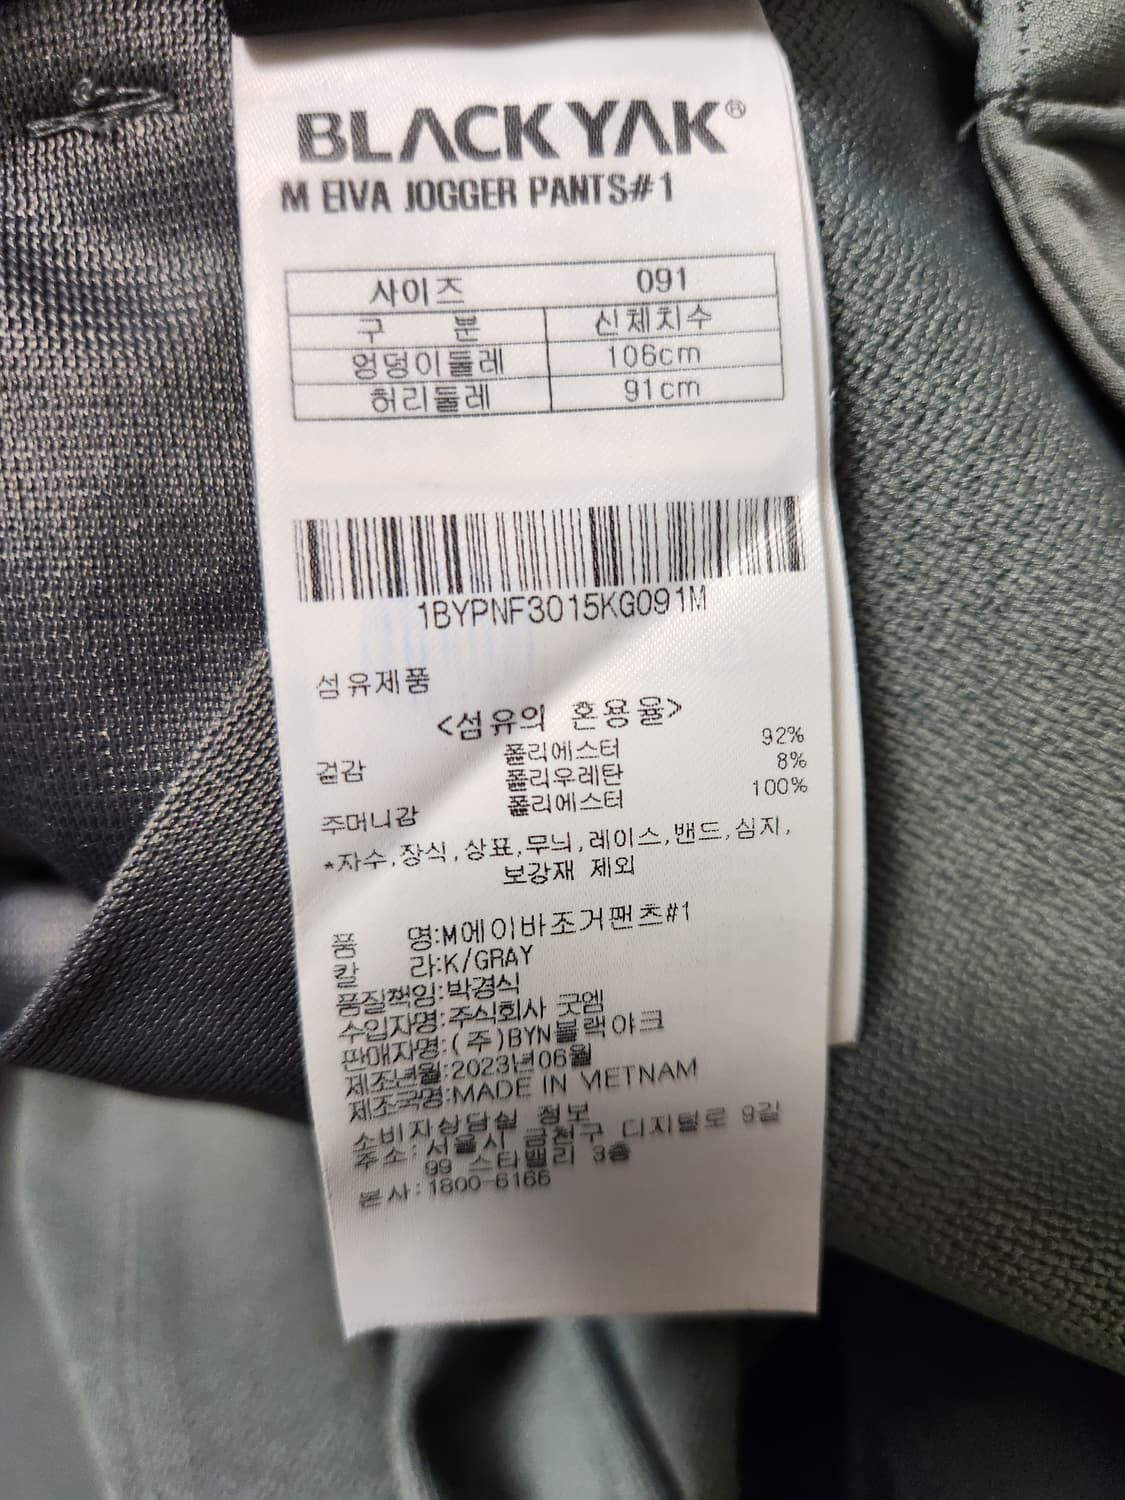 BLACKYAK®
M EIVA JOGGER PANTS#1
사이즈 091
구 분 신체치수
엉덩이둘레 106cm
허리둘레 91cm
1BYPNF3015KG091M
섬유제품
<섬유의 혼용율>
겉감 폴리에스터 92%
폴리우레탄 8%
주머니감 폴리에스터 100%
*자수,장식,상표,무늬,레이스,밴드,심지,
보강재 제외
품 명:M에이바조거팬츠#1
칼 라:K/GRAY
품질책임:박경식
수입자명:주식회사 굿엠
판매자명:(주)BYN블랙야크
제조년월:2023년06월
제조국명:MADE IN VIETNAM
소비자상담실 정보
주소:서울시 금천구 디지털로 9길
99 스타밸리 3층
본사:1800-6166